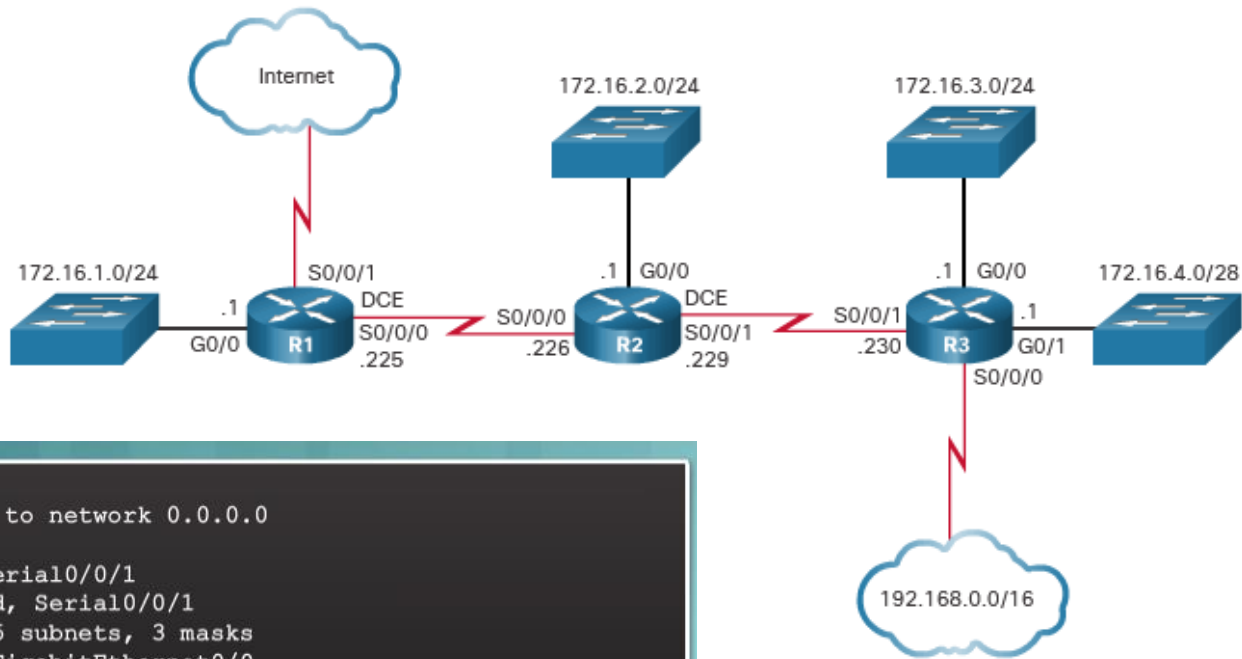 Internet
172.16.2.0/24
172.16.3.0/24
172.16.1.0/24
S0/0/1
.1 G0/0
.1 G0/0
172.16.4.0/28
.1
DCE
DCE
.1
G0/0
R1
S0/0/0
S0/0/0
R2
S0/0/1
S0/0/1
R3
G0/1
.225
.226
.229
.230
S0/0/0
192.168.0.0/16
to network 0.0.0.0
Serial0/0/1
, Serial0/0/1
subnets, 3 masks